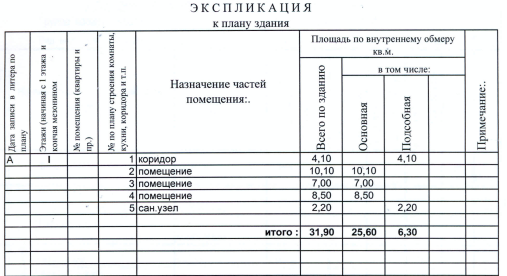 ЭКСПЛИКАЦИЯ
к плану здания
Дата записи в литера по плану
Этажи (начиная с 1 этажа и кончая мезонином
№ помещения (квартиры и пр.)
№ по плану строения комнаты, кухни, коридора и т.п.
Назначение частей помещения:.
Площадь по внутреннему обмеру кв.м.
в том числе:
Всего по зданию
Основная
Подсобная
Примечание:.
А I 1 коридор 4,10 4,10
2 помещение 10,10 10,10
3 помещение 7,00 7,00
4 помещение 8,50 8,50
5 сан.узел 2,20 2,20
итого : 31,90 25,60 6,30